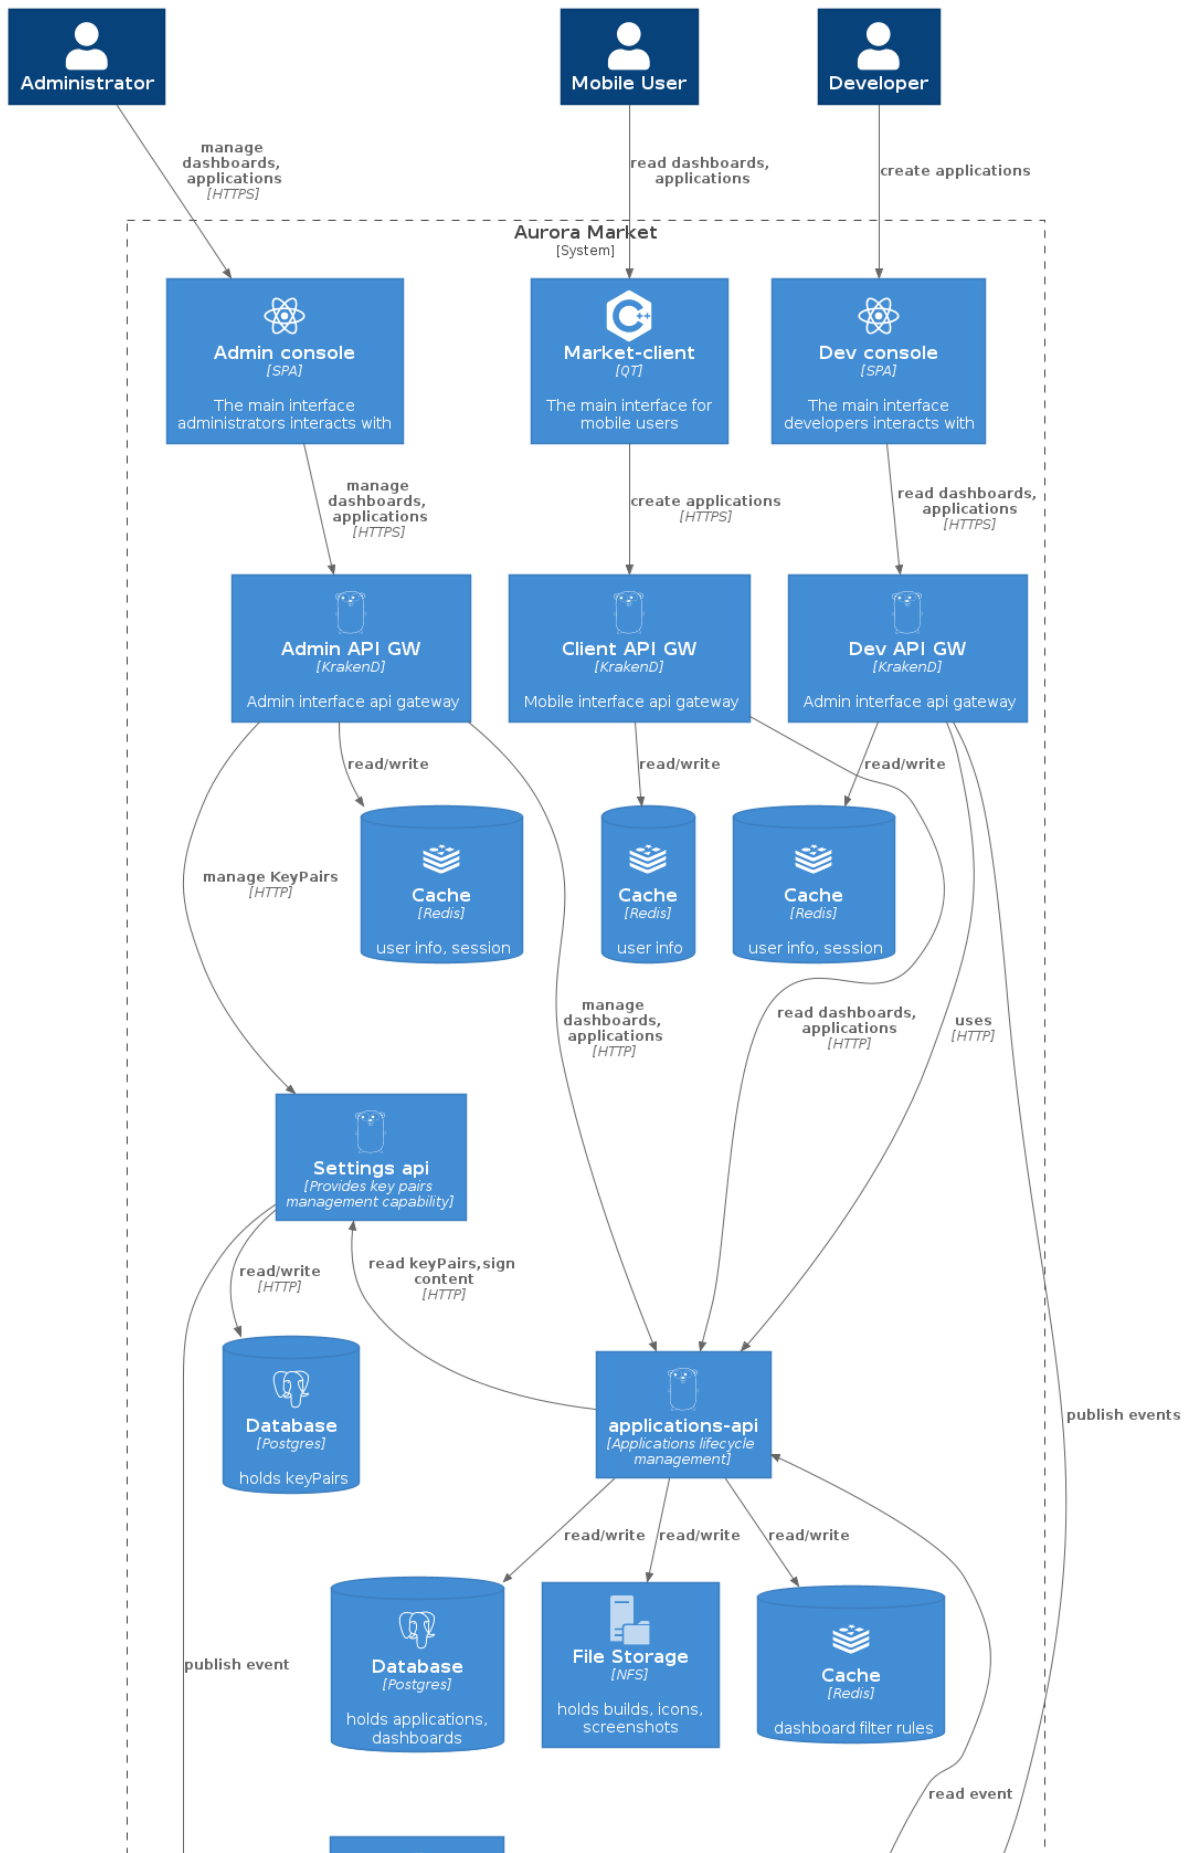 Administrator
Mobile User
Developer
manage
dashboards,
applications
[HTTPS]
read dashboards,
applications
create applications
Aurora Market
[System]
Admin console
[SPA]
The main interface
administrators interacts with
Market-client
[QT]
The main interface for
mobile users
Dev console
[SPA]
The main interface
developers interacts with
manage
dashboards,
applications
[HTTPS]
create applications
[HTTPS]
read dashboards,
applications
[HTTPS]
Admin API GW
[KrakenD]
Admin interface api gateway
Client API GW
[KrakenD]
Mobile interface api gateway
Dev API GW
[KrakenD]
Admin interface api gateway
read/write
read/write
read/write
manage KeyPairs
[HTTP]
Cache
[Redis]
user info, session
Cache
[Redis]
user info
Cache
[Redis]
user info, session
manage
dashboards,
applications
[HTTP]
read dashboards,
applications
[HTTP]
uses
[HTTP]
Settings api
[Provides key pairs
management capability]
read/write
[HTTP]
read keyPairs,sign
content
[HTTP]
Database
[Postgres]
holds keyPairs
applications-api
[Applications lifecycle
management]
publish events
read/write
read/write
read/write
Database
[Postgres]
holds applications,
dashboards
File Storage
[NFS]
holds builds, icons,
screenshots
Cache
[Redis]
dashboard filter rules
publish event
read event